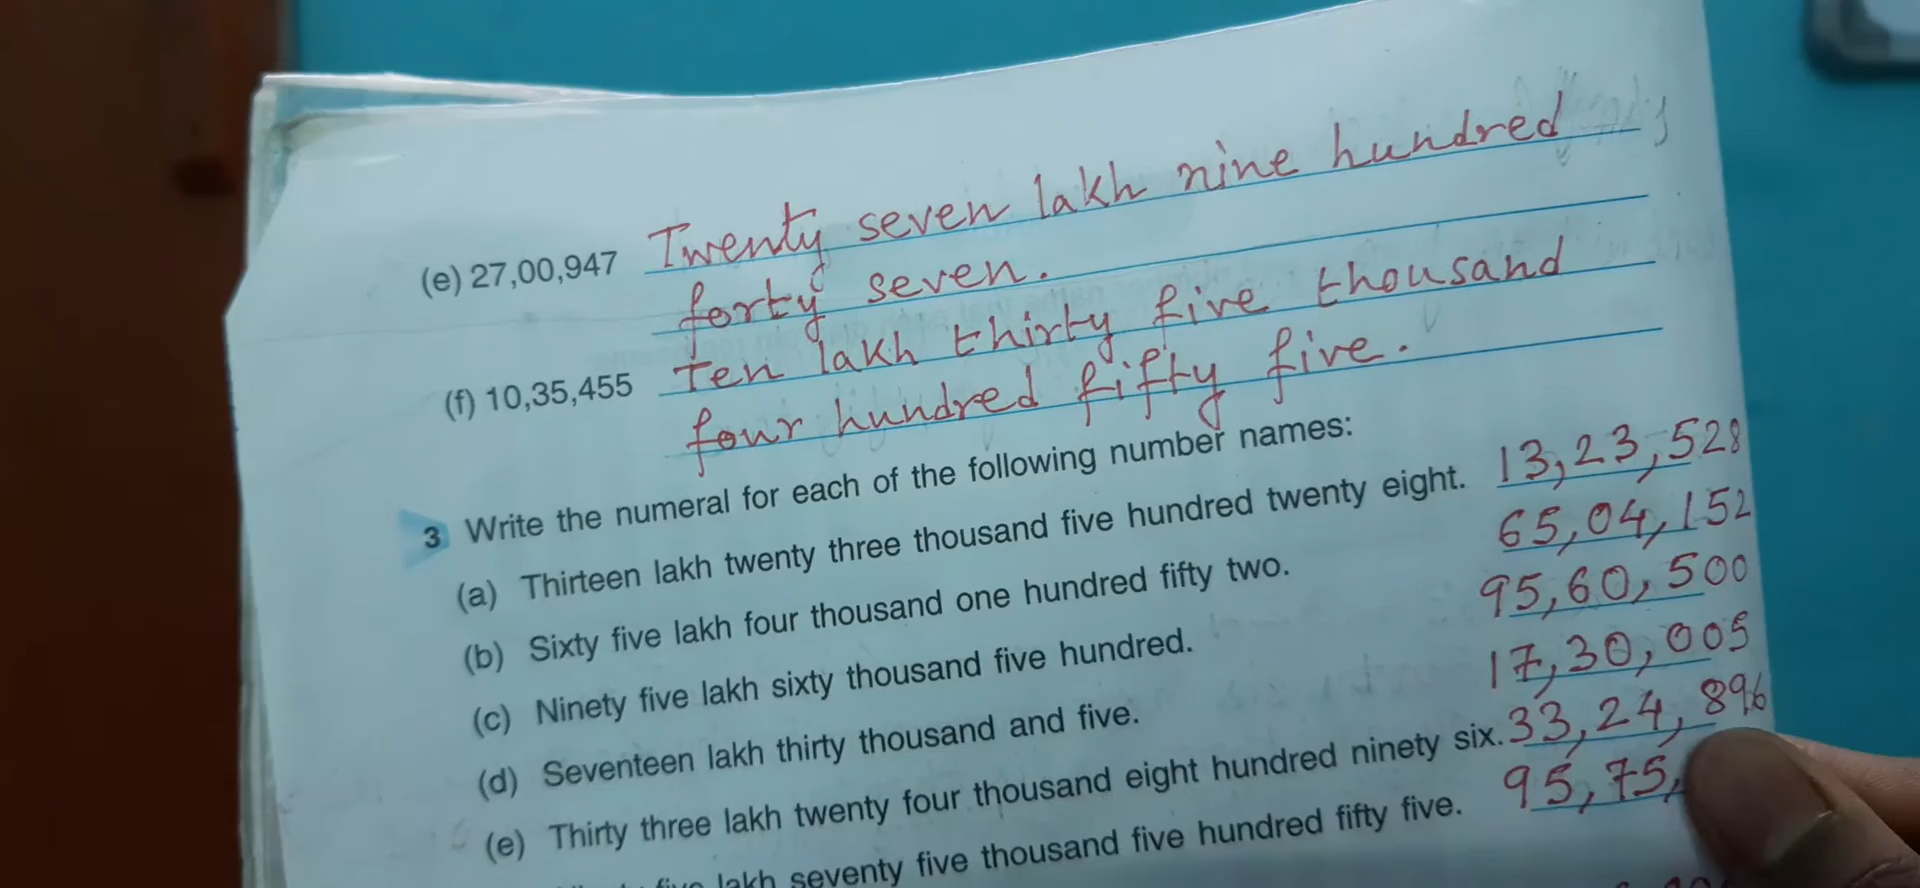 Twenty seven lakh nine hundred
(e) 27,00,947
forty seven.
Ten lakh thirty five thousand
(f) 10,35,455
four hundred fifty five.
3 Write the numeral for each of the following number names:
(a) Thirteen lakh twenty three thousand five hundred twenty eight. 13,23,528
(b) Sixty five lakh four thousand one hundred fifty two. 65,04,152
(c) Ninety five lakh sixty thousand five hundred. 95,60,500
(d) Seventeen lakh thirty thousand and five. 17,30,005
(e) Thirty three lakh twenty four thousand eight hundred ninety six. 33,24,896
five lakh seventy five thousand five hundred fifty five. 95,75,